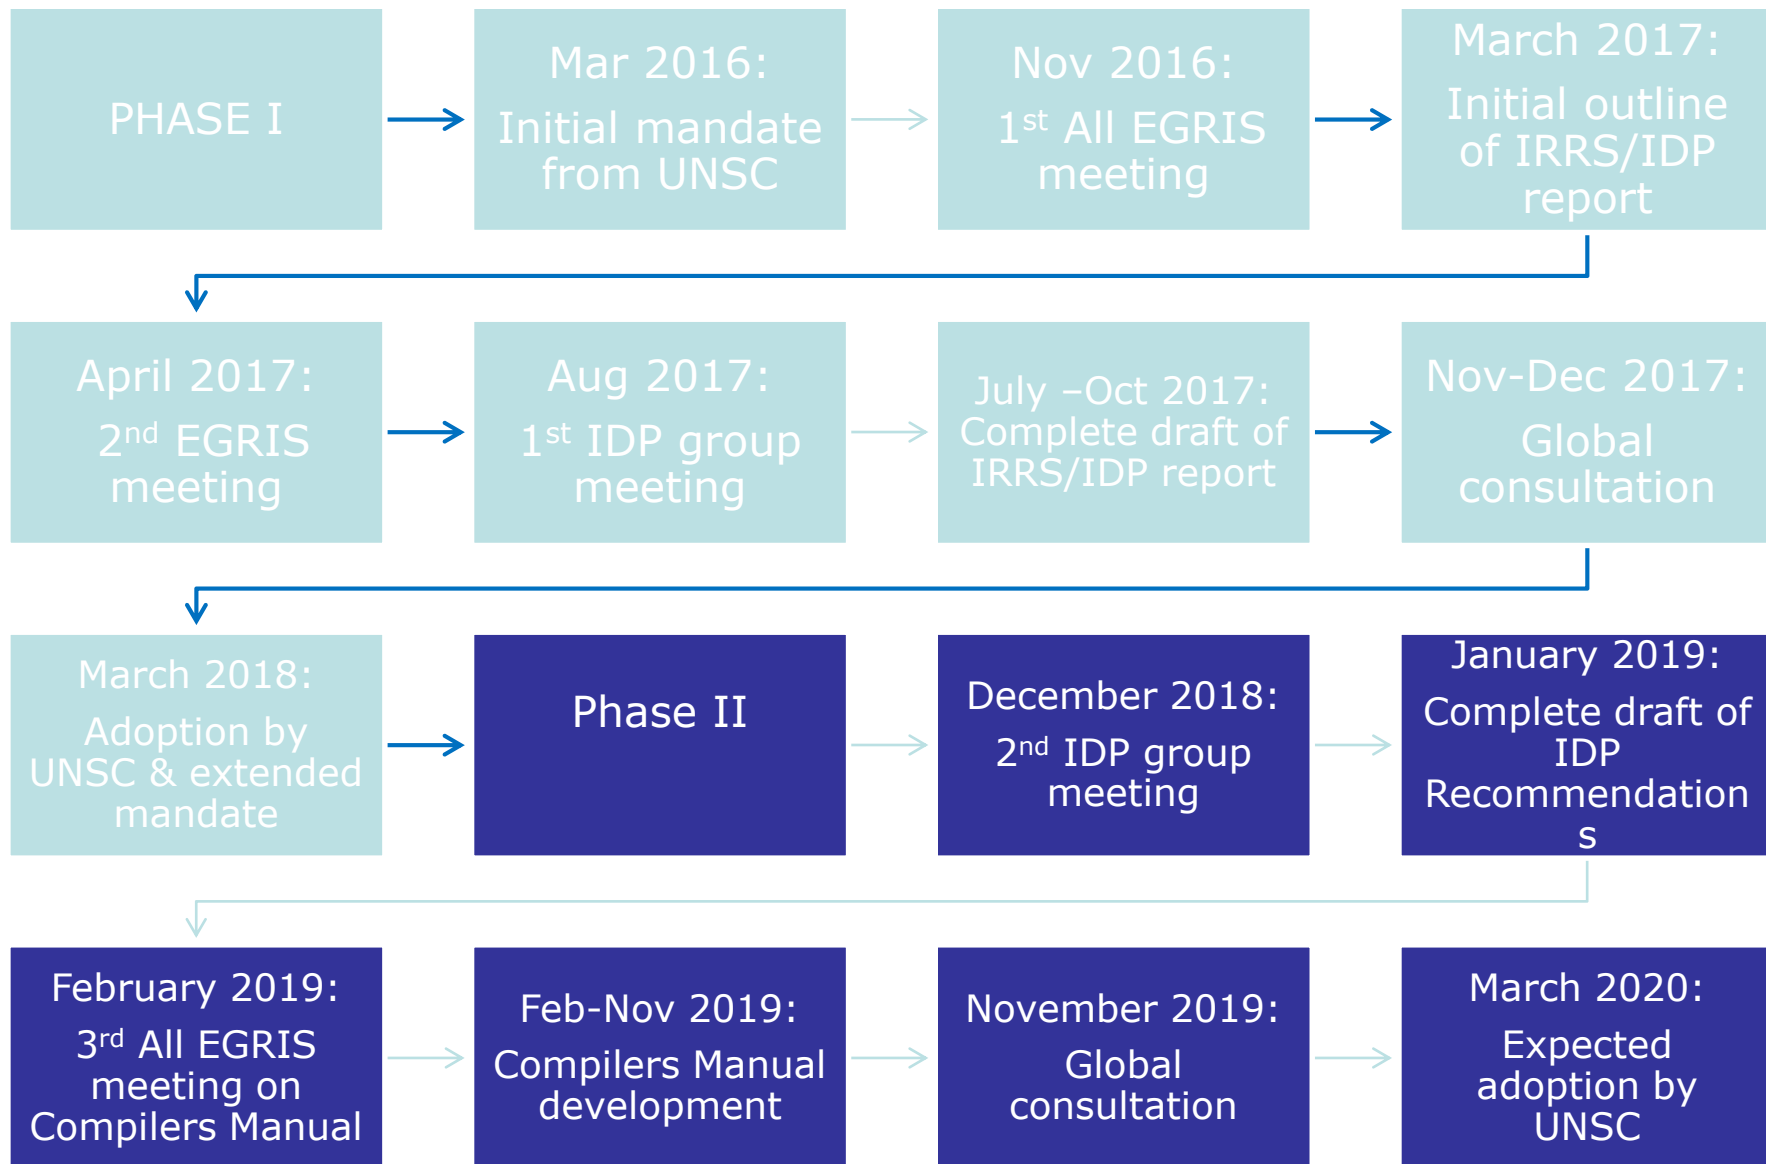 PHASE I
Mar 2016:
Initial mandate
from UNSC
Nov 2016:
1st All EGRIS
meeting
March 2017:
Initial outline
of IRRS/IDP
report
April 2017:
2nd EGRIS
meeting
Aug 2017:
1st IDP group
meeting
July –Oct 2017:
Complete draft of
IRRS/IDP report
Nov-Dec 2017:
Global
consultation
March 2018:
Adoption by
UNSC & extended
mandate
Phase II
December 2018:
2nd IDP group
meeting
January 2019:
Complete draft of
IDP
Recommendation
s
February 2019:
3rd All EGRIS
meeting on
Compilers Manual
Feb-Nov 2019:
Compilers Manual
development
November 2019:
Global
consultation
March 2020:
Expected
adoption by
UNSC